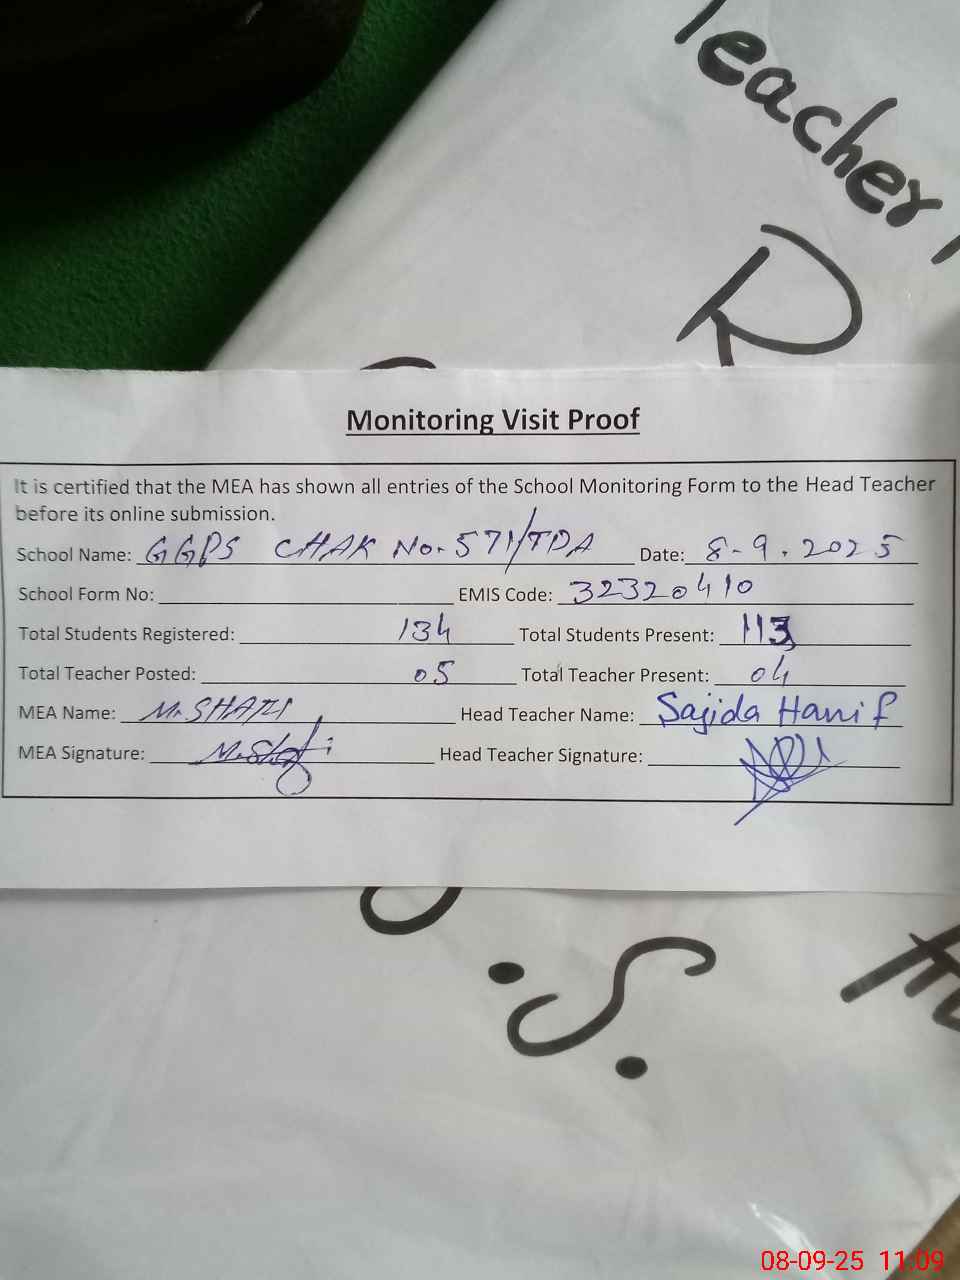 Teacher
R
Monitoring Visit Proof
It is certified that the MEA has shown all entries of the School Monitoring Form to the Head Teacher
before its online submission.
School Name: GGPS CHAK No. 571/TDA Date: 8-9.2025
School Form No: EMIS Code: 32320410
Total Students Registered: 134 Total Students Present: 113
Total Teacher Posted: 05 Total Teacher Present: 04
MEA Name: M. SHAFI Head Teacher Name: Sajida Hanif
MEA Signature: M. Shafi Head Teacher Signature:
.S.
08-09-25 11:09